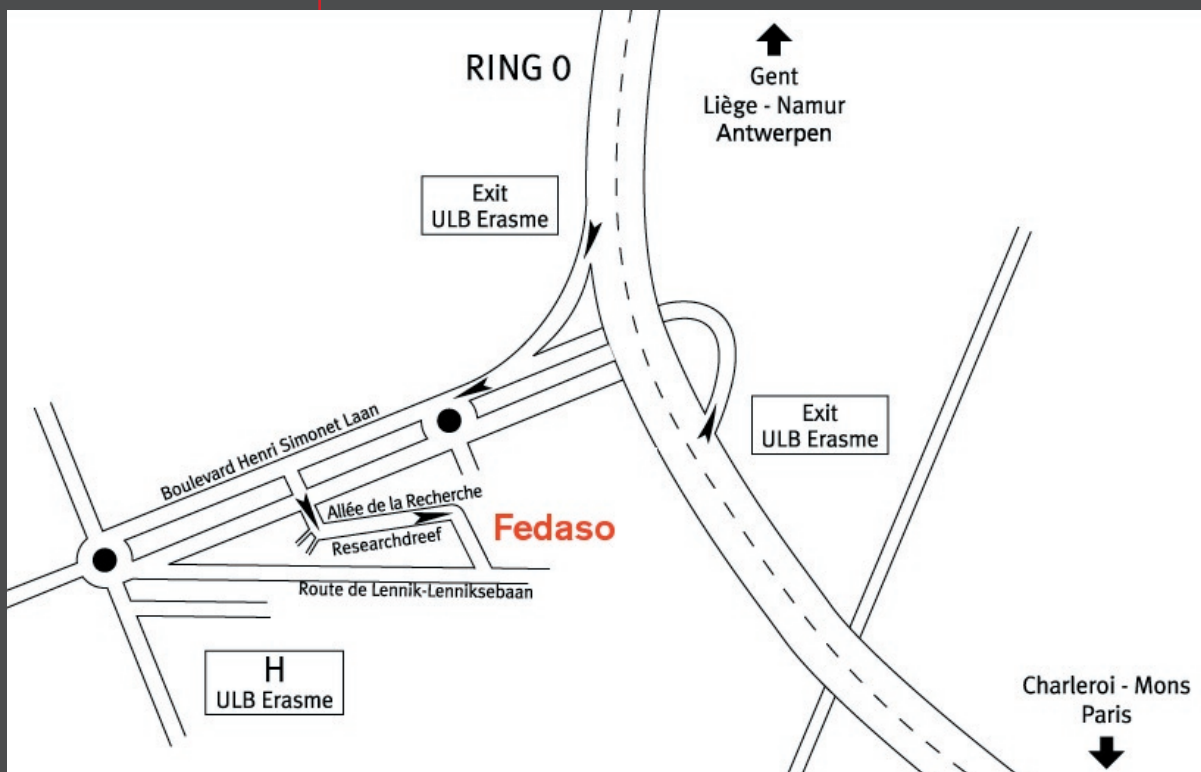 RING 0
Gent
Liège - Namur
Antwerpen
Exit
ULB Erasme
Exit
ULB Erasme
Boulevard Henri Simonet Laan
Allée de la Recherche
Researchdreef
Fedaso
Route de Lennik-Lenniksebaan
H
ULB Erasme
Charleroi - Mons
Paris